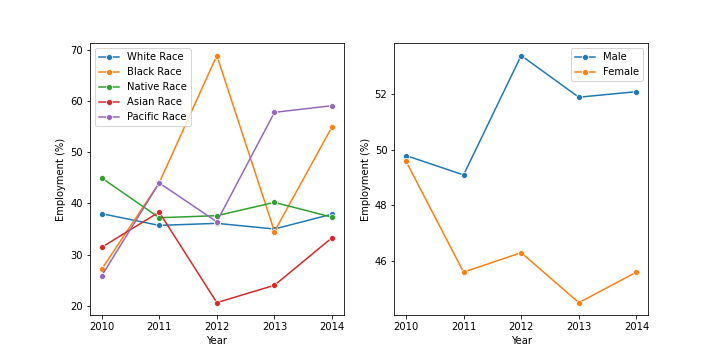 70
60
50
40
30
20
Employment (%)
White Race
Black Race
Native Race
Asian Race
Pacific Race
2010 2011 2012 2013 2014
Year
52
50
48
46
Employment (%)
Male
Female
2010 2011 2012 2013 2014
Year